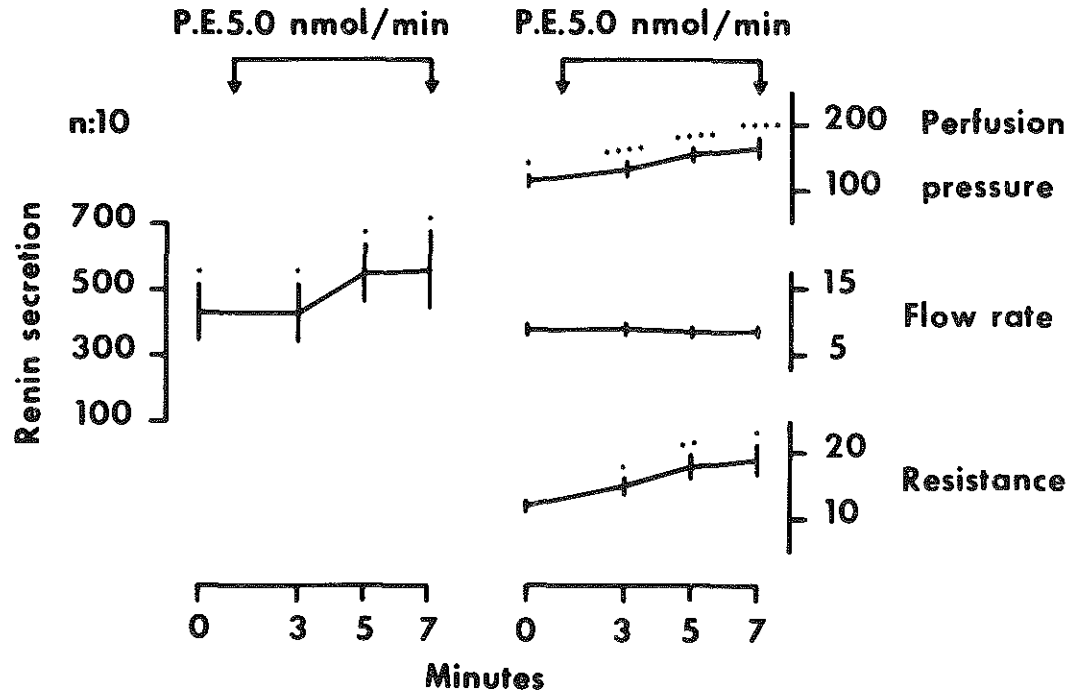 P.E.5.0 nmol/min
P.E.5.0 nmol/min
n:10
Renin secretion
700
500
300
100
200
100
Perfusion
pressure
15
5
Flow rate
20
10
Resistance
0 3 5 7
0 3 5 7
Minutes